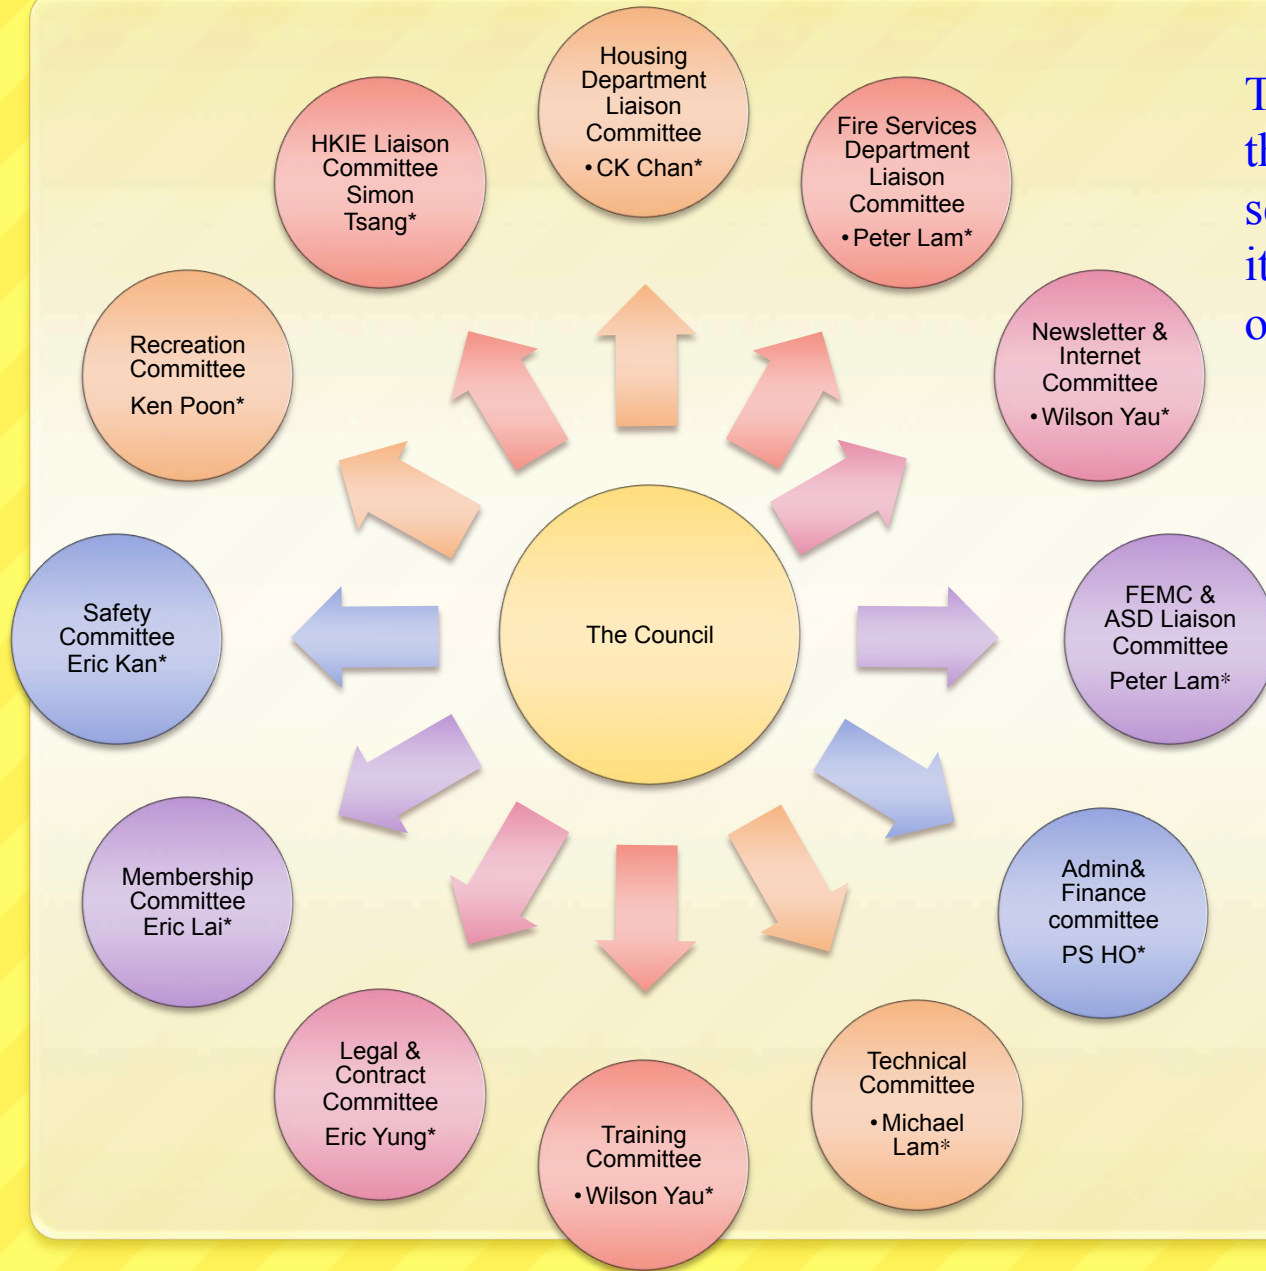 Housing
Department
Liaison
Committee
• CK Chan*
Fire Services
Department
Liaison
Committee
• Peter Lam*
Newsletter &
Internet
Committee
• Wilson Yau*
FEMC &
ASD Liaison
Committee
Peter Lam*
Admin&
Finance
committee
PS HO*
Technical
Committee
• Michael
Lam*
Training
Committee
• Wilson Yau*
Legal &
Contract
Committee
Eric Yung*
Membership
Committee
Eric Lai*
Safety
Committee
Eric Kan*
Recreation
Committee
Ken Poon*
HKIE Liaison
Committee
Simon
Tsang*
The Council